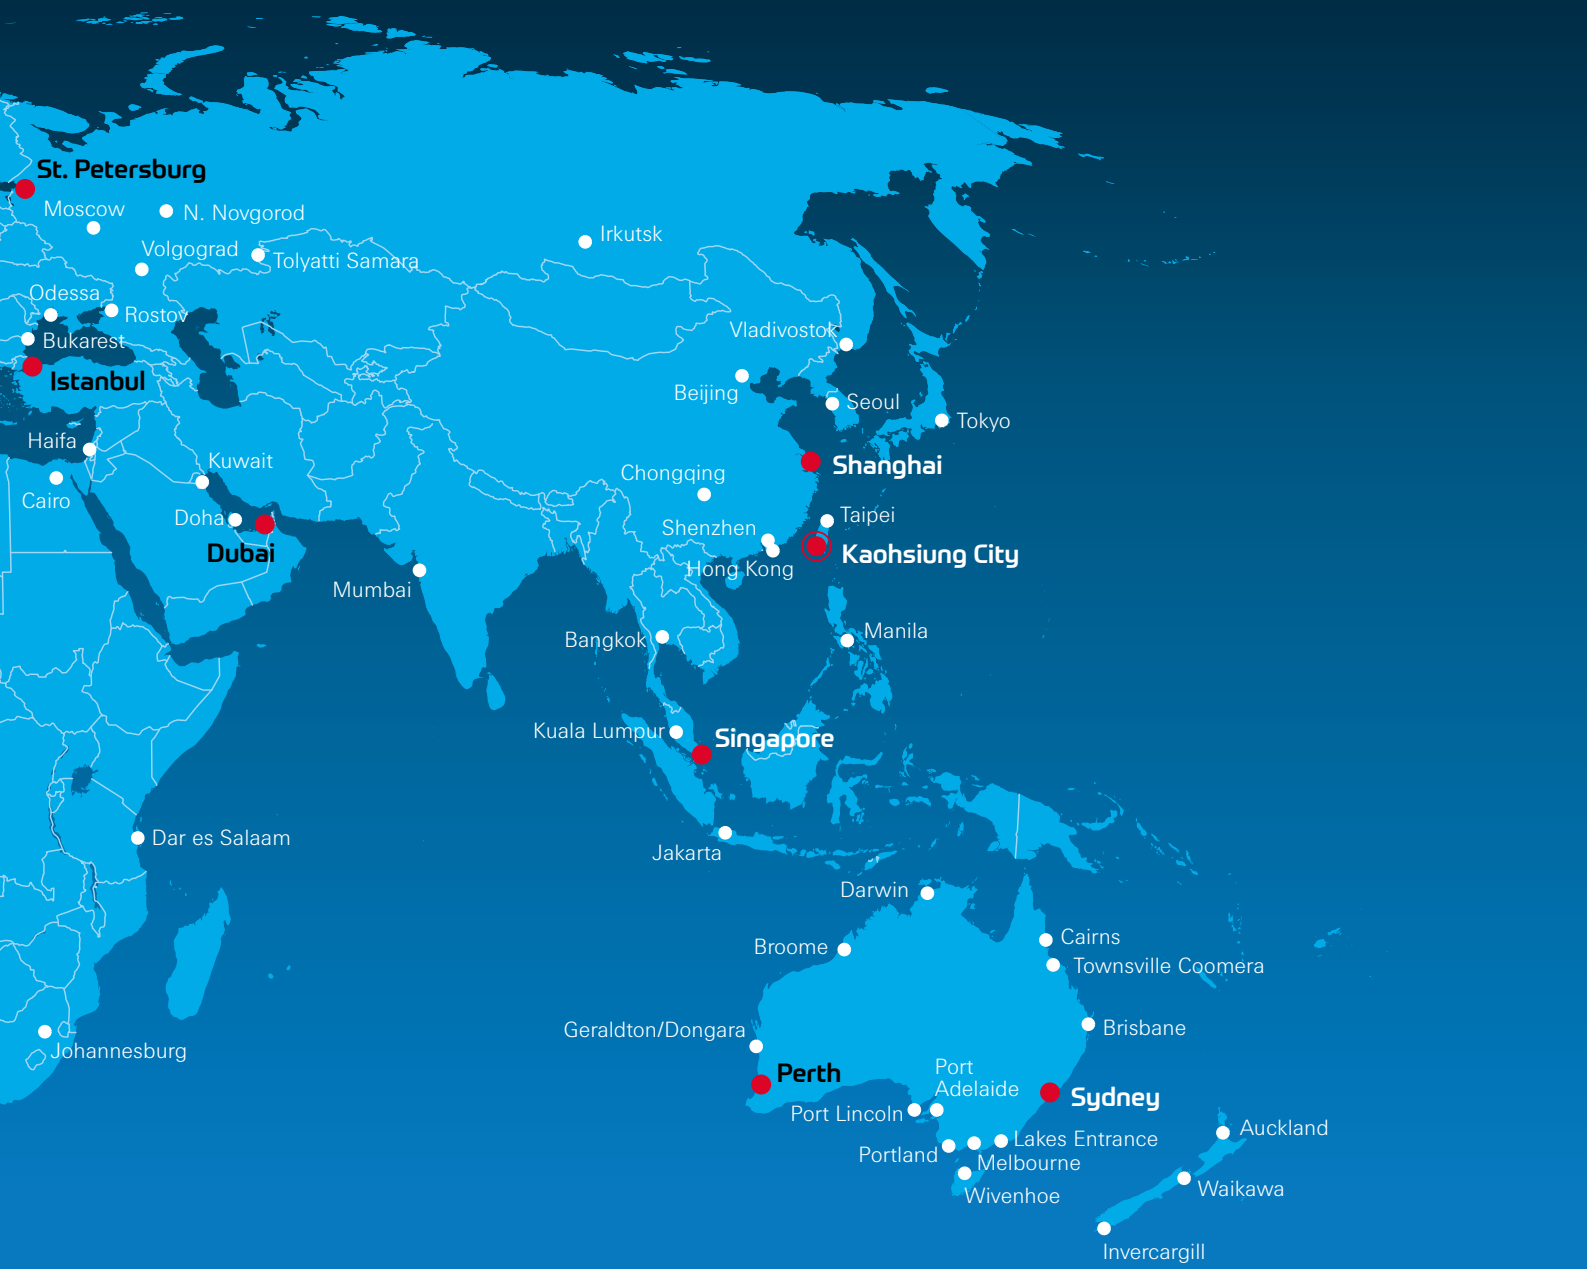 St. Petersburg
Moscow
N. Novgorod
Irkutsk
Volgograd
Tolyatti Samara
Odessa
Rostov
Bukarest
Vladivostok
Istanbul
Beijing
Seoul
Tokyo
Haifa
Kuwait
Shanghai
Chongqing
Cairo
Doha
Taipei
Shenzhen
Dubai
Kaohsiung City
Hong Kong
Mumbai
Manila
Bangkok
Kuala Lumpur
Singapore
Dar es Salaam
Jakarta
Darwin
Cairns
Broome
Townsville Coomera
Geraldton/Dongara
Brisbane
Johannesburg
Perth
Port
Adelaide
Sydney
Port Lincoln
Auckland
Lakes Entrance
Portland
Melbourne
Waikawa
Wivenhoe
Invercargill